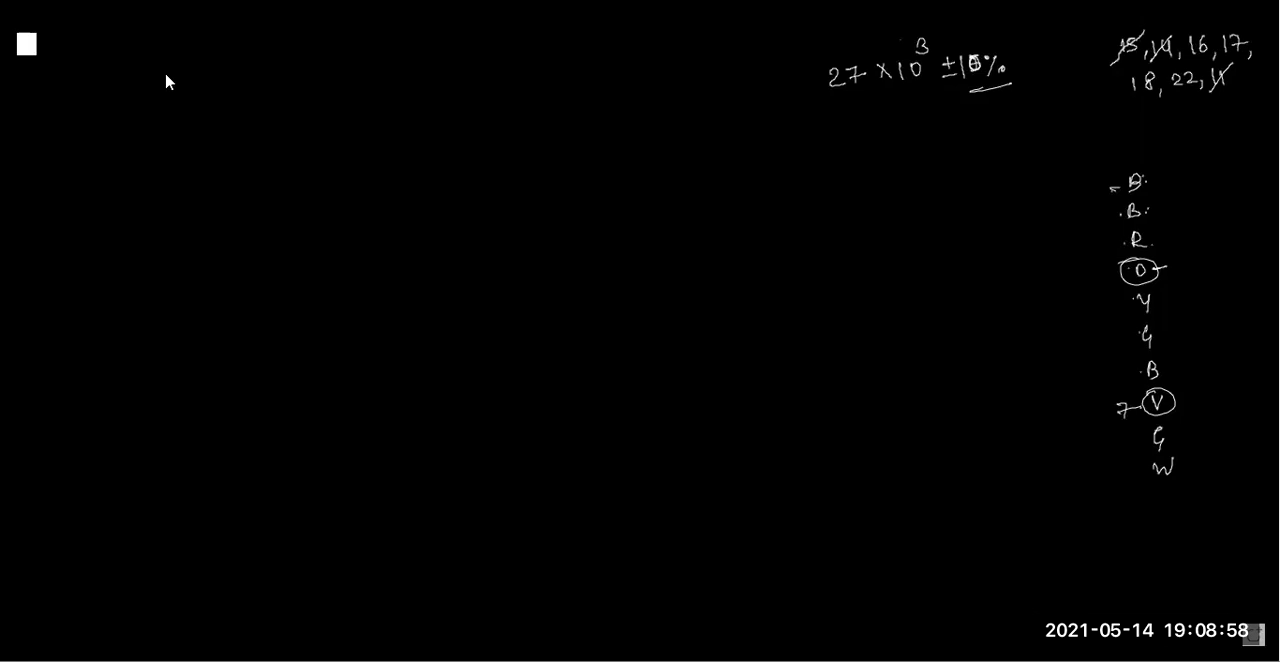 27 × 10³ ±10%
15, 14, 16, 17,
18, 22, 11
B
B
R
O
Y
G
B
7 V
G
W
2021-05-14 19:08:58